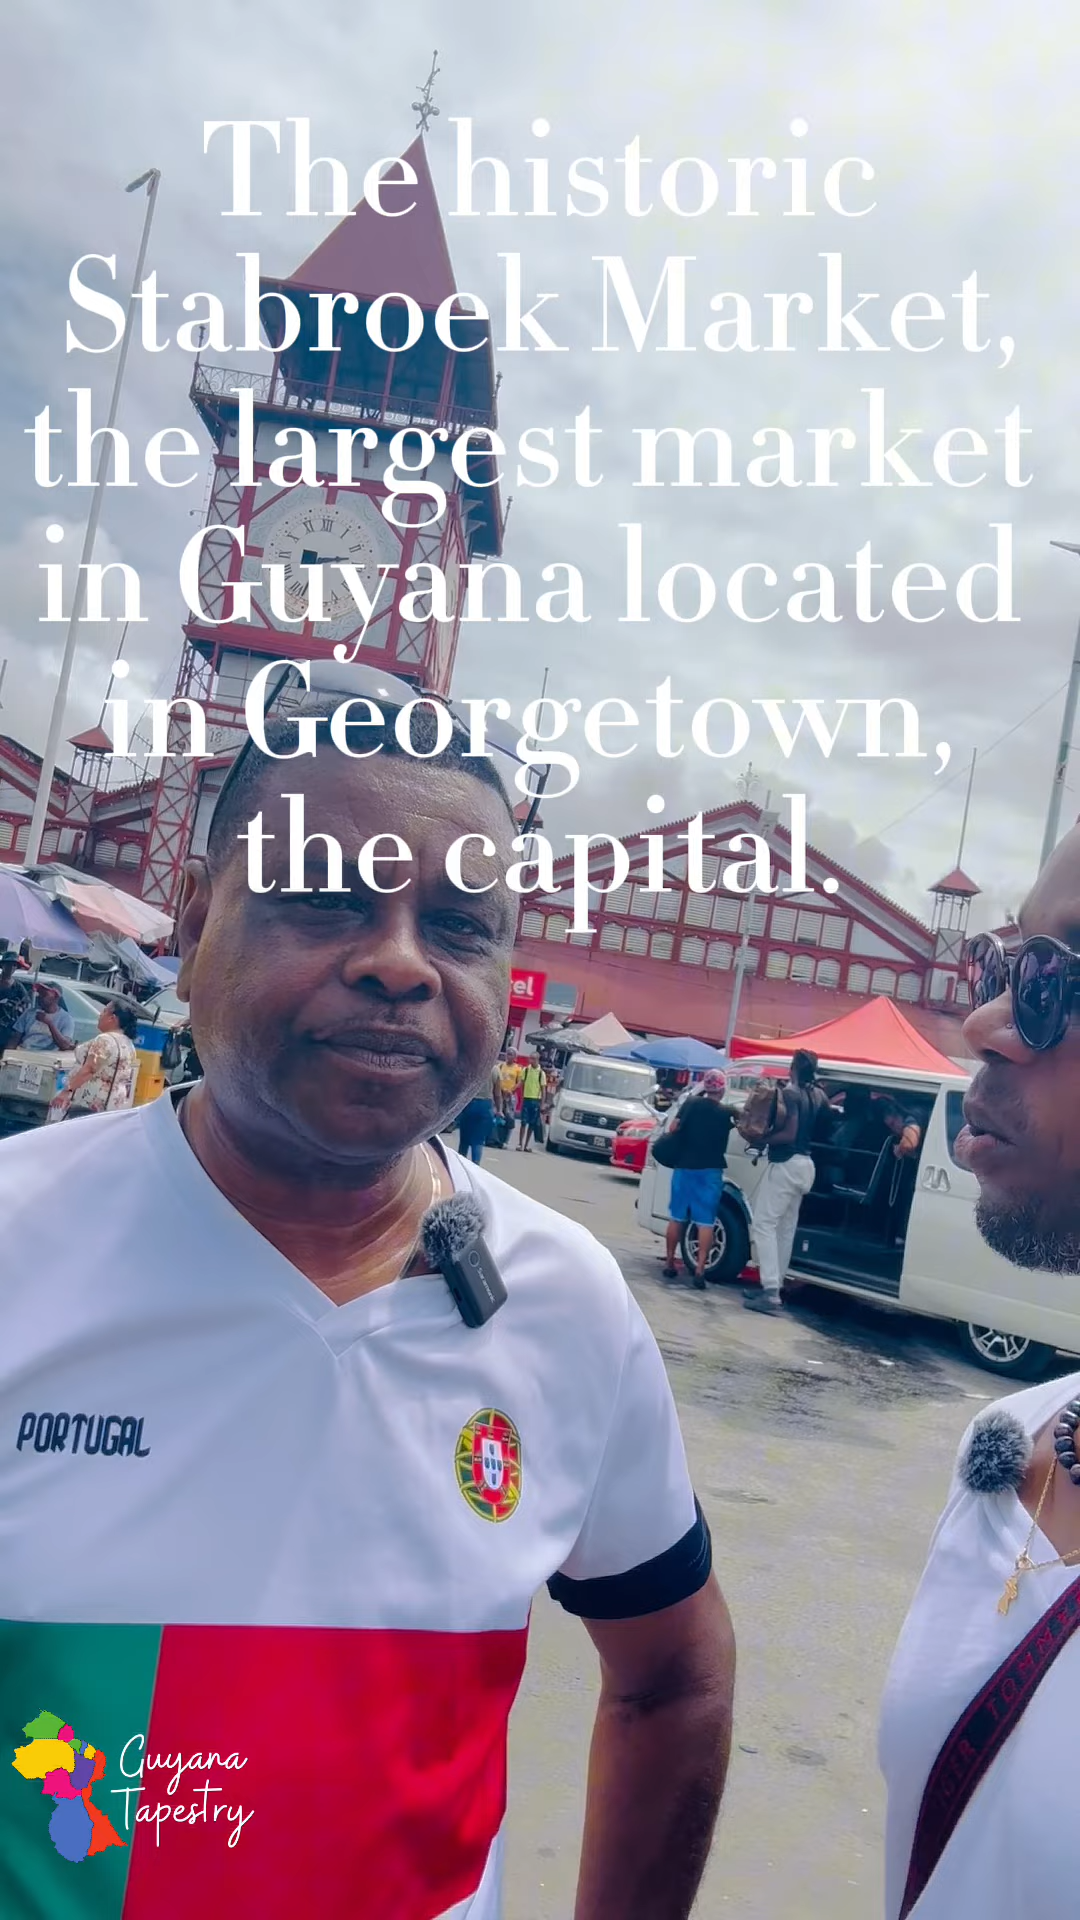 The historic
Stabroek Market,
the largest market
in Guyana located
in Georgetown,
the capital.
PORTUGAL
Guyana
Tapestry